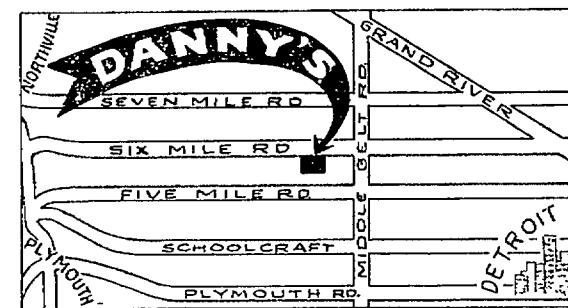 NORTHVILLE
DANNY'S
GRAND RIVER
SEVEN MILE RD
SIX MILE RD
MIDDLE BELT RD.
FIVE MILE RD.
SCHOOLCRAFT
PLYMOUTH
PLYMOUTH RD.
DETROIT